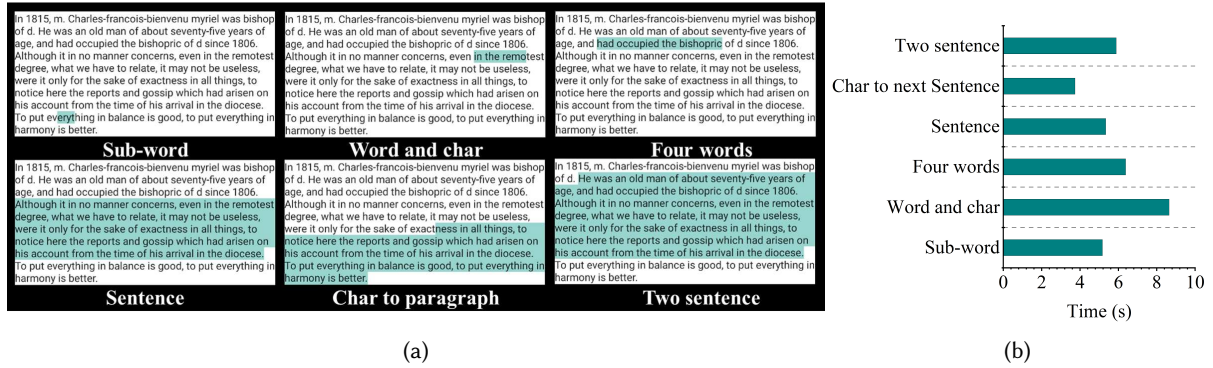 In 1815, m. Charles-francois-bienvenu myriel was bishop
of d. He was an old man of about seventy-five years of
age, and had occupied the bishopric of d since 1806.
Although it in no manner concerns, even in the remotest
degree, what we have to relate, it may not be useless,
were it only for the sake of exactness in all things, to
notice here the reports and gossip which had arisen on
his account from the time of his arrival in the diocese.
To put everything in balance is good, to put everything in
harmony is better.
Sub-word
In 1815, m. Charles-francois-bienvenu myriel was bishop
of d. He was an old man of about seventy-five years of
age, and had occupied the bishopric of d since 1806.
Although it in no manner concerns, even in the remotest
degree, what we have to relate, it may not be useless,
were it only for the sake of exactness in all things, to
notice here the reports and gossip which had arisen on
his account from the time of his arrival in the diocese.
To put everything in balance is good, to put everything in
harmony is better.
Word and char
In 1815, m. Charles-francois-bienvenu myriel was bishop
of d. He was an old man of about seventy-five years of
age, and had occupied the bishopric of d since 1806.
Although it in no manner concerns, even in the remotest
degree, what we have to relate, it may not be useless,
were it only for the sake of exactness in all things, to
notice here the reports and gossip which had arisen on
his account from the time of his arrival in the diocese.
To put everything in balance is good, to put everything in
harmony is better.
Four words
In 1815, m. Charles-francois-bienvenu myriel was bishop
of d. He was an old man of about seventy-five years of
age, and had occupied the bishopric of d since 1806.
Although it in no manner concerns, even in the remotest
degree, what we have to relate, it may not be useless,
were it only for the sake of exactness in all things, to
notice here the reports and gossip which had arisen on
his account from the time of his arrival in the diocese.
To put everything in balance is good, to put everything in
harmony is better.
Sentence
In 1815, m. Charles-francois-bienvenu myriel was bishop
of d. He was an old man of about seventy-five years of
age, and had occupied the bishopric of d since 1806.
Although it in no manner concerns, even in the remotest
degree, what we have to relate, it may not be useless,
were it only for the sake of exactness in all things, to
notice here the reports and gossip which had arisen on
his account from the time of his arrival in the diocese.
To put everything in balance is good, to put everything in
harmony is better.
Char to paragraph
In 1815, m. Charles-francois-bienvenu myriel was bishop
of d. He was an old man of about seventy-five years of
age, and had occupied the bishopric of d since 1806.
Although it in no manner concerns, even in the remotest
degree, what we have to relate, it may not be useless,
were it only for the sake of exactness in all things, to
notice here the reports and gossip which had arisen on
his account from the time of his arrival in the diocese.
To put everything in balance is good, to put everything in
harmony is better.
Two sentence
(a)
Two sentence
Char to next Sentence
Sentence
Four words
Word and char
Sub-word
0 2 4 6 8 10
Time (s)
(b)